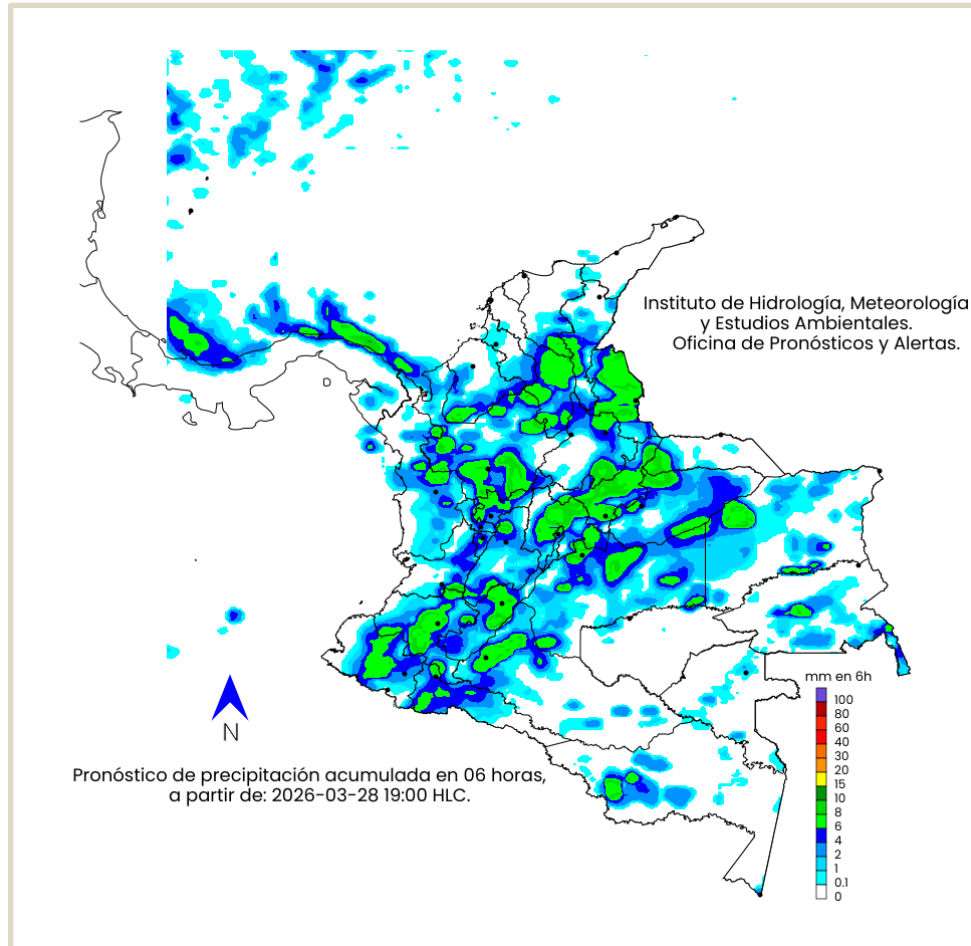 Instituto de Hidrología, Meteorología
y Estudios Ambientales.
Oficina de Pronósticos y Alertas.
N
Pronóstico de precipitación acumulada en 06 horas,
a partir de: 2026-03-28 19:00 HLC.
mm en 6h
100
80
60
40
30
20
15
10
8
6
4
2
1
0.1
0